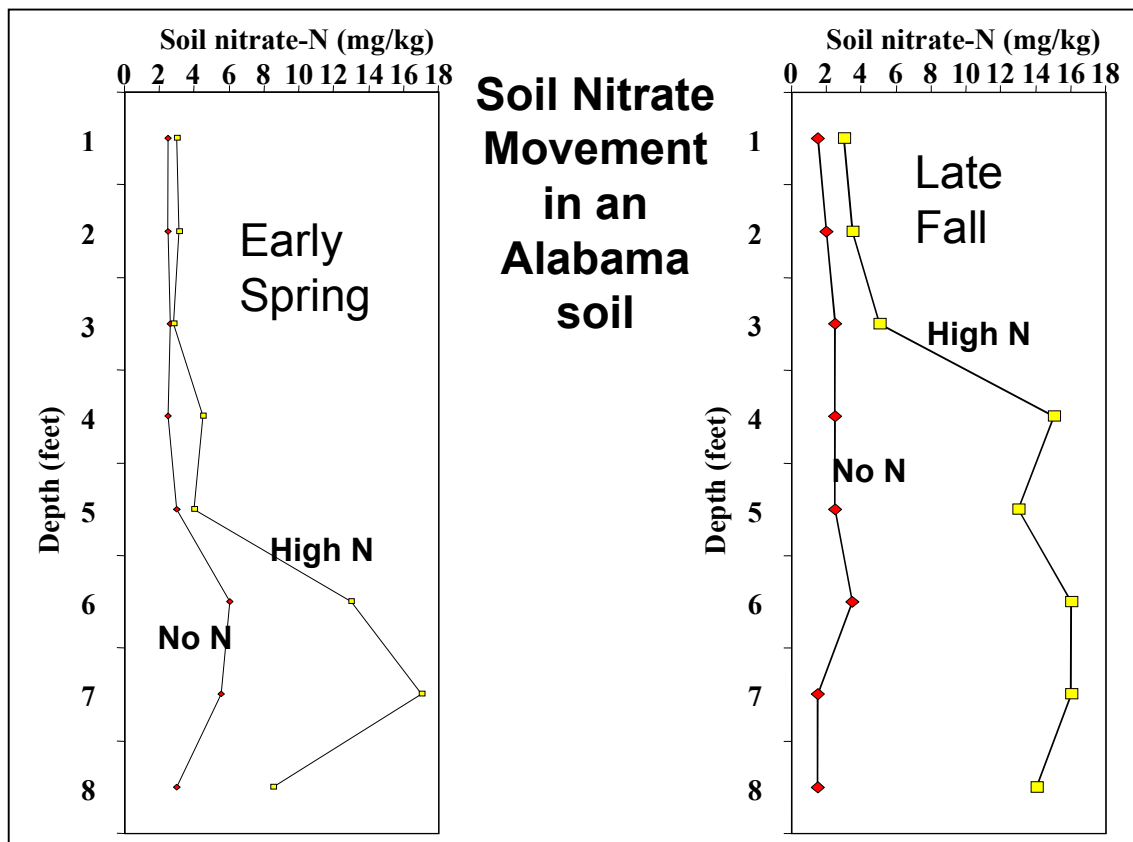 Soil nitrate-N (mg/kg)
0 2 4 6 8 10 12 14 16 18
1
2
3
4
5
6
7
8
Depth (feet)
Early
Spring
High N
No N
Soil Nitrate
Movement
in an
Alabama
soil
Soil nitrate-N (mg/kg)
0 2 4 6 8 10 12 14 16 18
1
2
3
4
5
6
7
8
Depth (feet)
Late
Fall
High N
No N